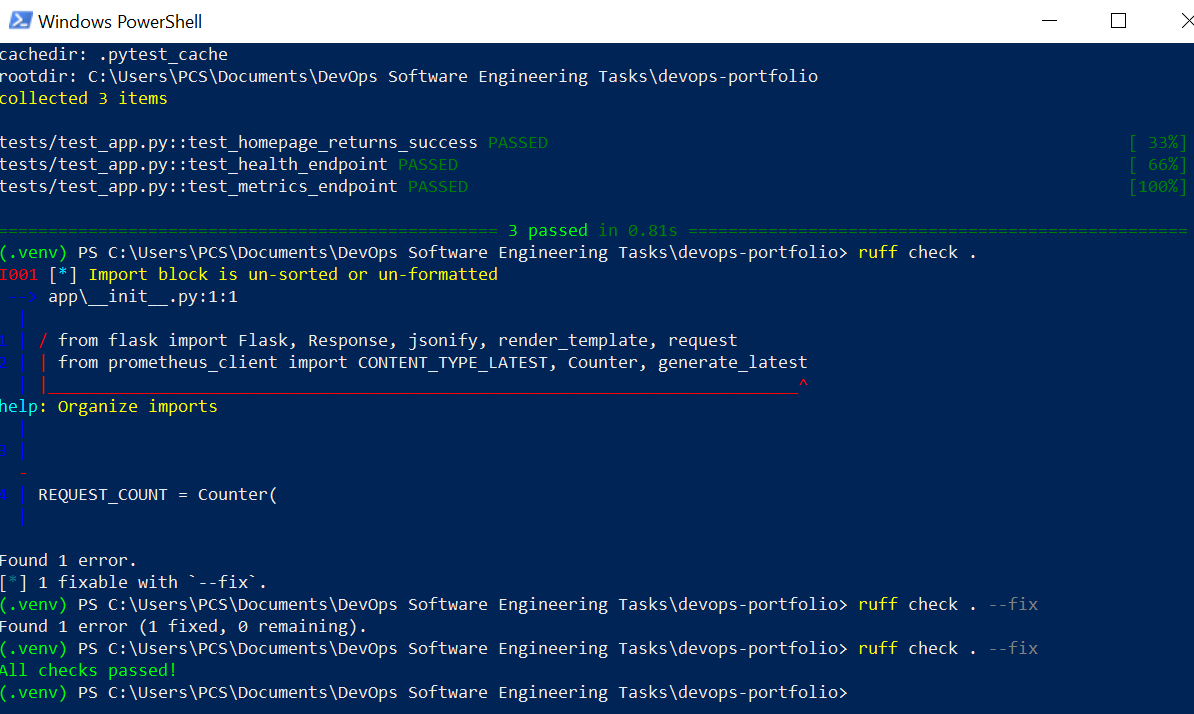 Windows PowerShell
cachedir: .pytest_cache
rootdir: C:\Users\PCS\Documents\DevOps Software Engineering Tasks\devops-portfolio
collected 3 items
tests/test_app.py::test_homepage_returns_success PASSED [ 33%]
tests/test_app.py::test_health_endpoint PASSED [ 66%]
tests/test_app.py::test_metrics_endpoint PASSED [100%]
================================================== 3 passed in 0.81s ==================================================
(.venv) PS C:\Users\PCS\Documents\DevOps Software Engineering Tasks\devops-portfolio> ruff check .
I001 [*] Import block is un-sorted or un-formatted
> app\__init__.py:1:1
|
1 | / from flask import Flask, Response, jsonify, render_template, request
2 | | from prometheus_client import CONTENT_TYPE_LATEST, Counter, generate_latest
| |___________________________________________________________________________^
help: Organize imports
|
|
-
| REQUEST_COUNT = Counter(
|
Found 1 error.
[*] 1 fixable with `--fix`.
(.venv) PS C:\Users\PCS\Documents\DevOps Software Engineering Tasks\devops-portfolio> ruff check . --fix
Found 1 error (1 fixed, 0 remaining).
(.venv) PS C:\Users\PCS\Documents\DevOps Software Engineering Tasks\devops-portfolio> ruff check . --fix
All checks passed!
(.venv) PS C:\Users\PCS\Documents\DevOps Software Engineering Tasks\devops-portfolio>